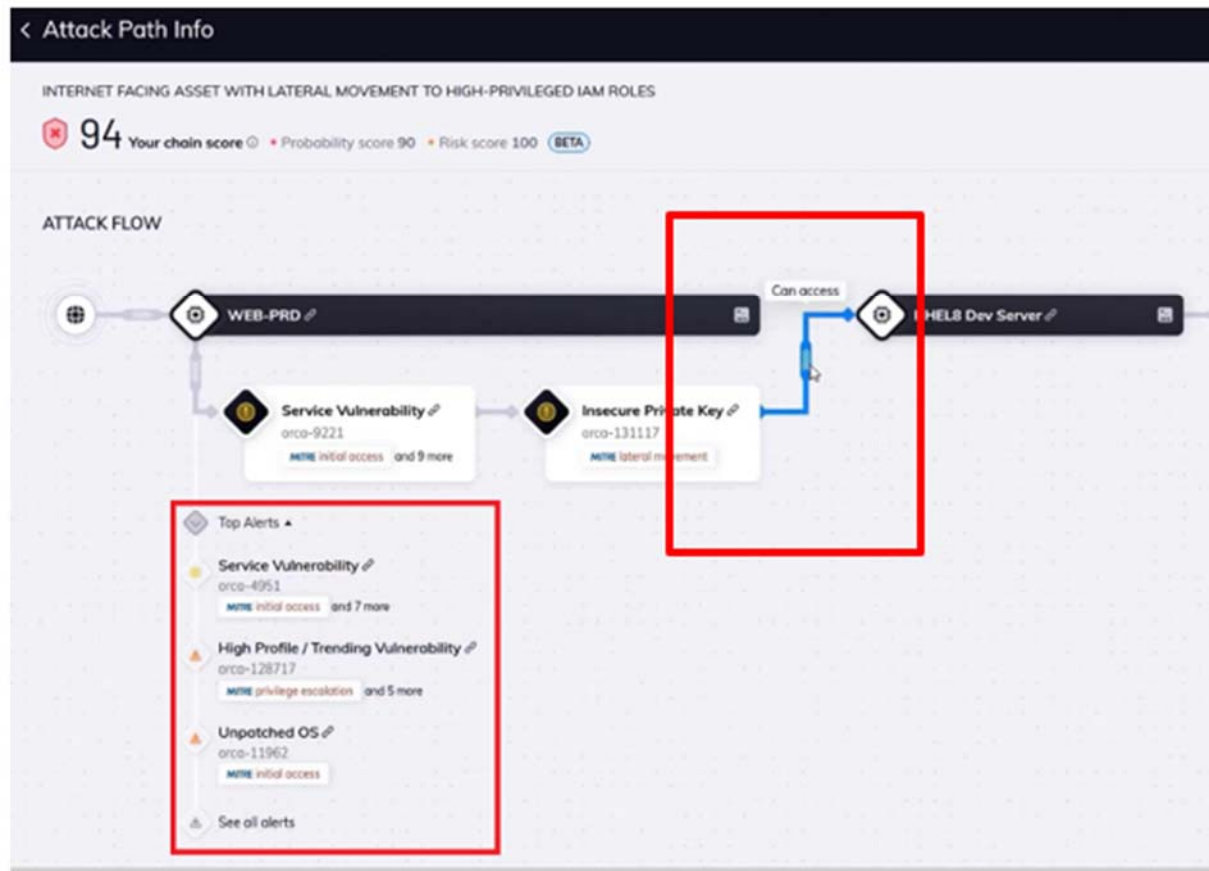 < Attack Path Info
INTERNET FACING ASSET WITH LATERAL MOVEMENT TO HIGH-PRIVILEGED IAM ROLES
94 Your chain score • Probability score 90 • Risk score 100 BETA
ATTACK FLOW
Can access
WEB-PRD
RHEL8 Dev Server
Service Vulnerability
orca-9221
MITRE initial access and 9 more
Insecure Private Key
orca-131117
MITRE lateral movement
Top Alerts
Service Vulnerability
orca-4951
MITRE initial access and 7 more
High Profile / Trending Vulnerability
orca-128717
MITRE privilege escalation and 5 more
Unpatched OS
orca-11962
MITRE initial access
See all alerts